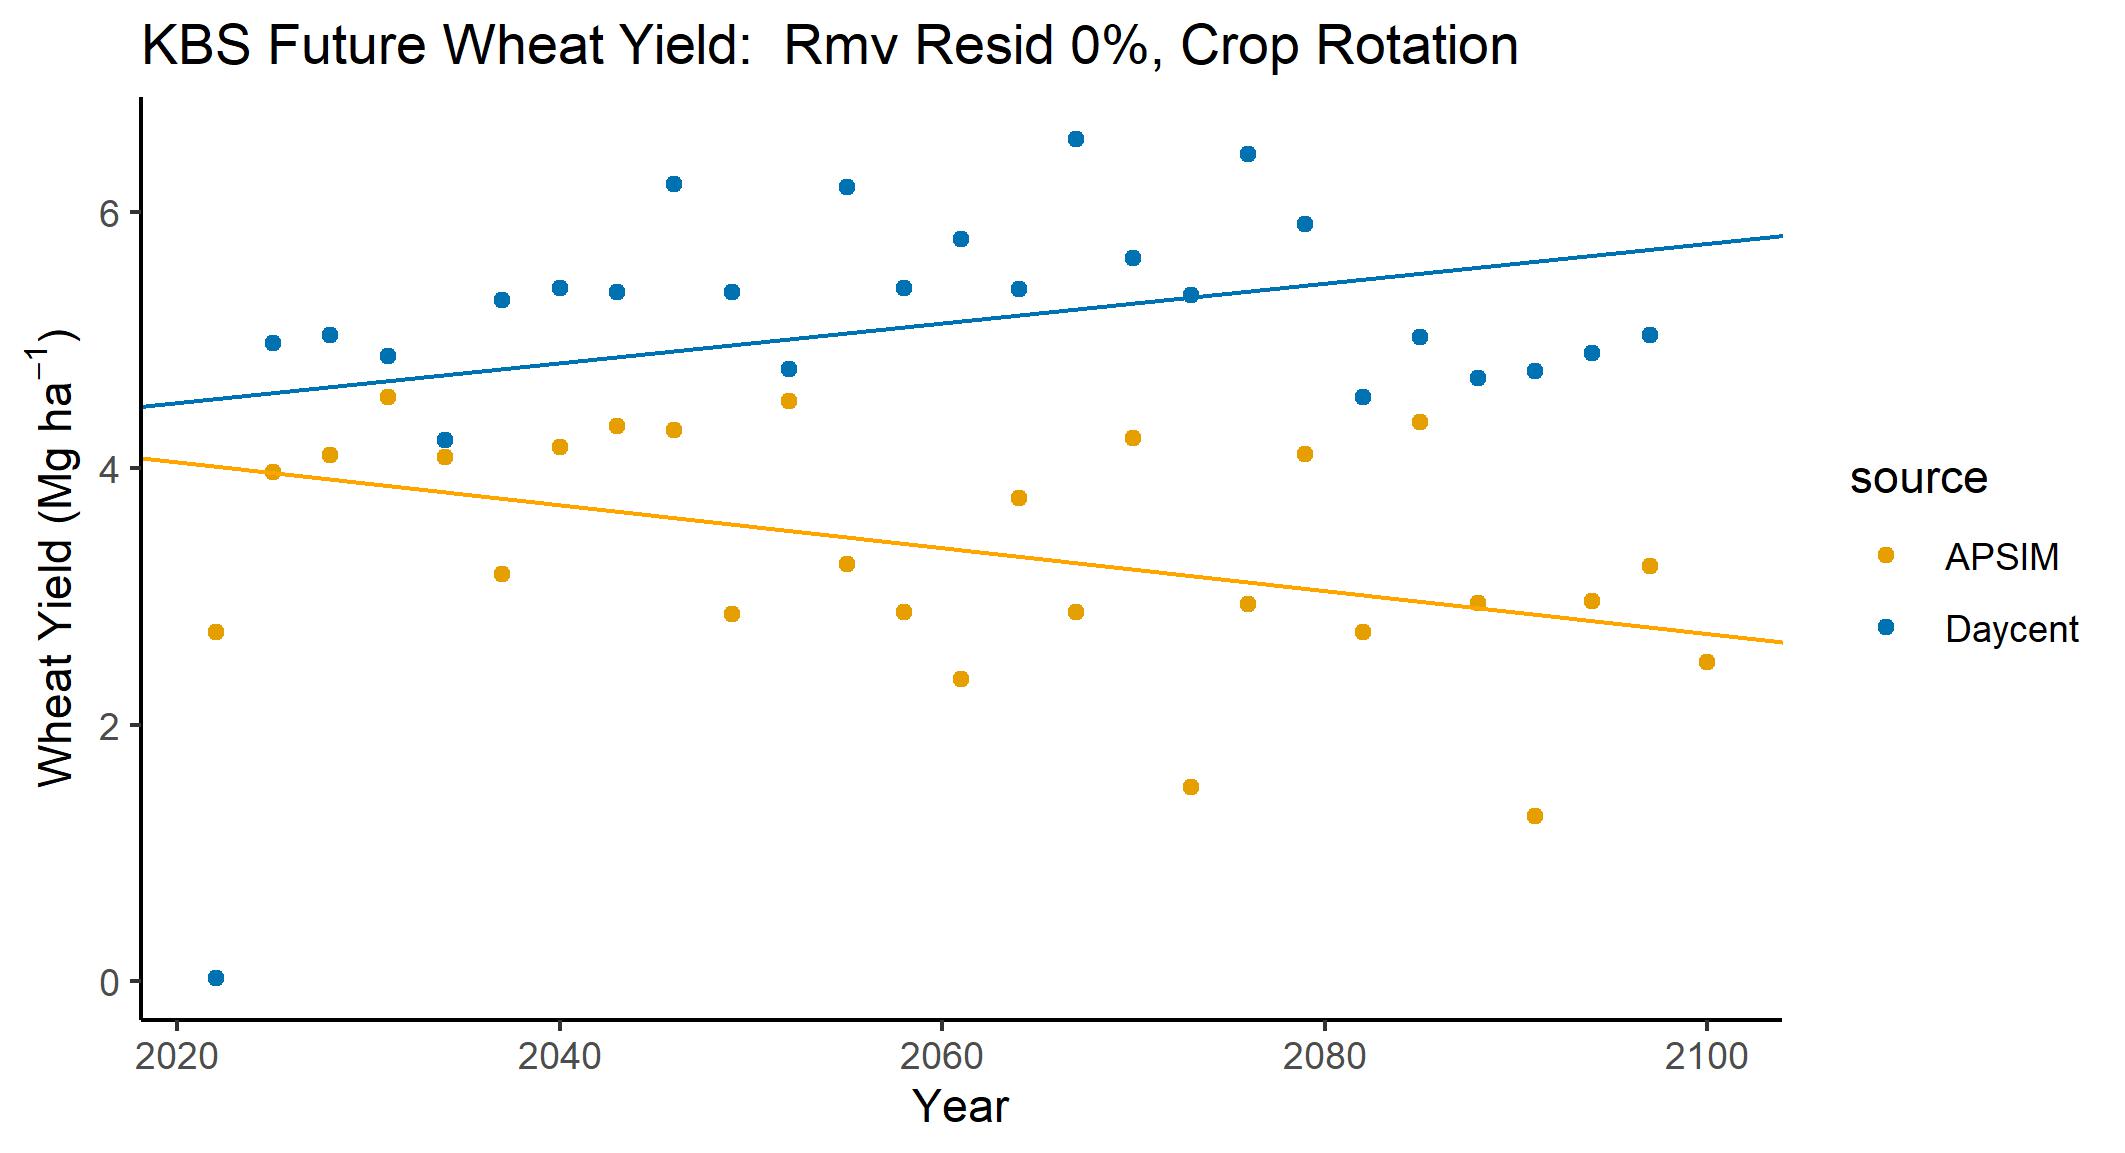 KBS Future Wheat Yield:  Rmv Resid 0%, Crop Rotation
Wheat Yield (Mg ha⁻¹)
6
4
2
0
2020 2040 2060 2080 2100
Year
source
APSIM
Daycent